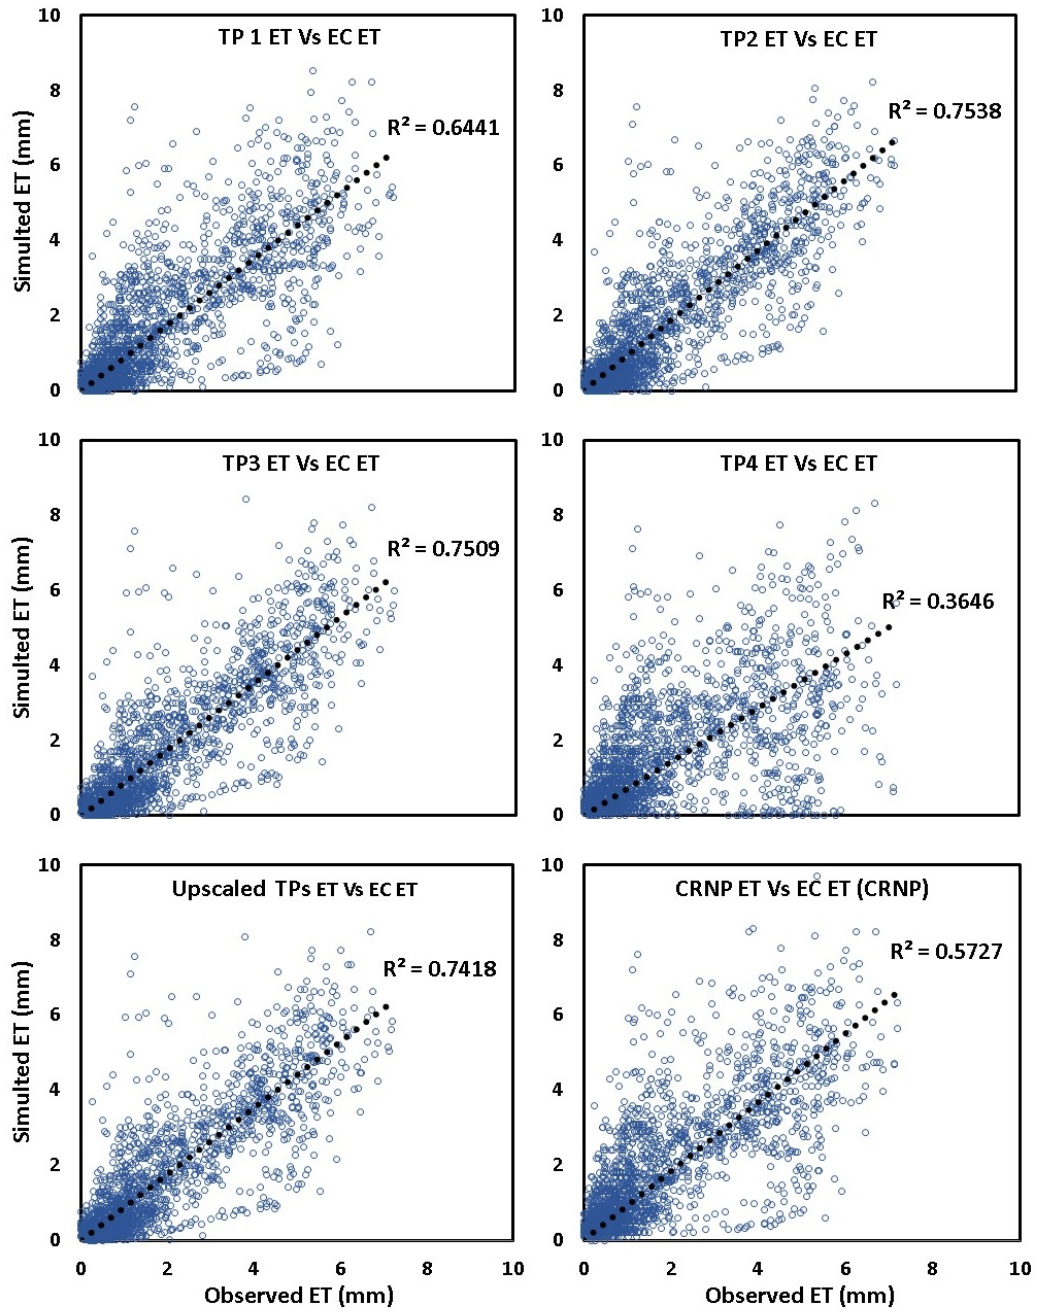 10
TP 1 ET Vs EC ET
8
R² = 0.6441
6
4
2
0
Simulted ET (mm)
10
TP2 ET Vs EC ET
8
R² = 0.7538
6
4
2
0
10
TP3 ET Vs EC ET
8
R² = 0.7509
6
4
2
0
Simulted ET (mm)
10
TP4 ET Vs EC ET
8
R² = 0.3646
6
4
2
0
10
Upscaled TPs ET Vs EC ET
8
R² = 0.7418
6
4
2
0
Simulted ET (mm)
0 2 4 6 8 10
Observed ET (mm)
10
CRNP ET Vs EC ET (CRNP)
8
R² = 0.5727
6
4
2
0
0 2 4 6 8 10
Observed ET (mm)